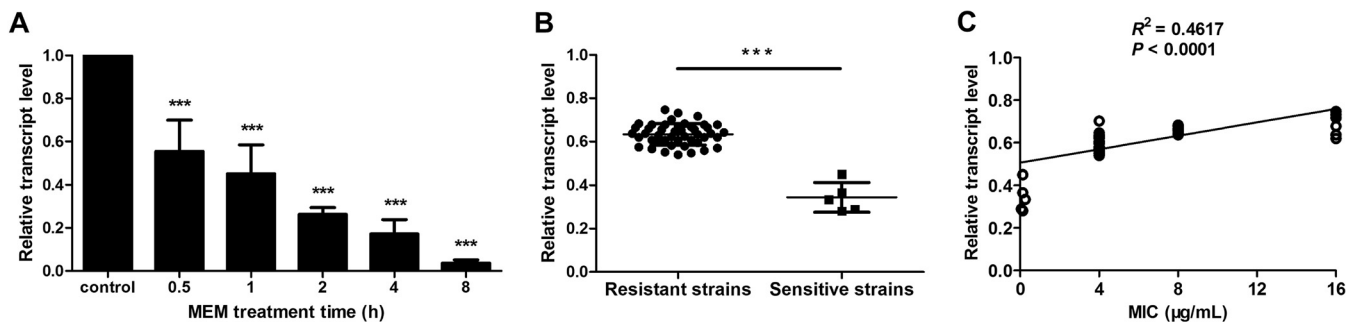 A
Relative transcript level
1.0
0.8
0.6
0.4
0.2
0.0
***
***
***
***
***
control 0.5 1 2 4 8
MEM treatment time (h)
B
Relative transcript level
1.0
0.8
0.6
0.4
0.2
0.0
***
Resistant strains Sensitive strains
C
R² = 0.4617
P < 0.0001
Relative transcript level
1.0
0.8
0.6
0.4
0.2
0.0
0 4 8 12 16
MIC (μg/mL)